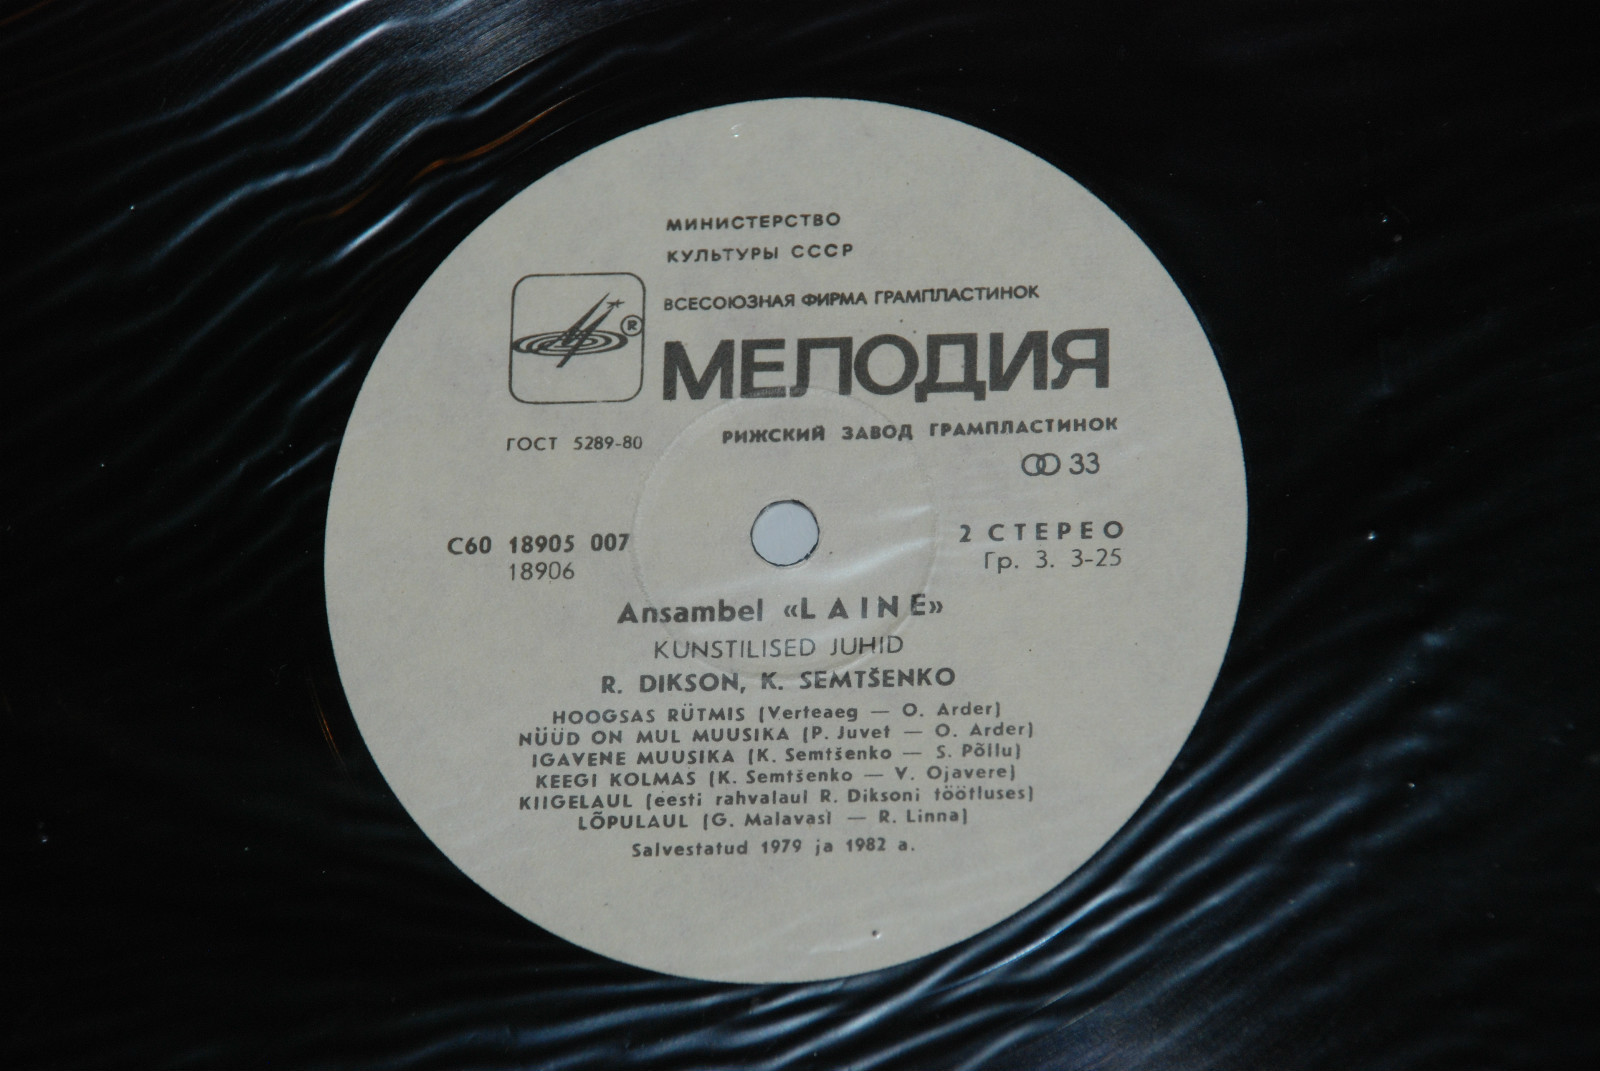 МИНИСТЕРСТВО
КУЛЬТУРЫ СССР
ВСЕСОЮЗНАЯ ФИРМА ГРАМПЛАСТИНОК
МЕЛОДИЯ
®
РИЖСКИЙ ЗАВОД ГРАМПЛАСТИНОК
ГОСТ 5289-80
33
С60 18905 007
18906
2 СТЕРЕО
Гр. 3. 3-25
Ansambel «LAINE»
KUNSTILISED JUHID
R. DIKSON, K. SEMTŠENKO
HOOGSAS RÜTMIS (Verteaeg — O. Arder)
NÜÜD ON MUL MUUSIKA (P. Juvet — O. Arder)
IGAVENE MUUSIKA (K. Semtšenko — S. Põllu)
KEEGI KOLMAS (K. Semtšenko — V. Ojavere)
KIIGELAUL (eesti rahvalaul R. Diksoni töötluses)
LÕPULAUL (G. Malavasi — R. Linna)
Salvestatud 1979 ja 1982 a.